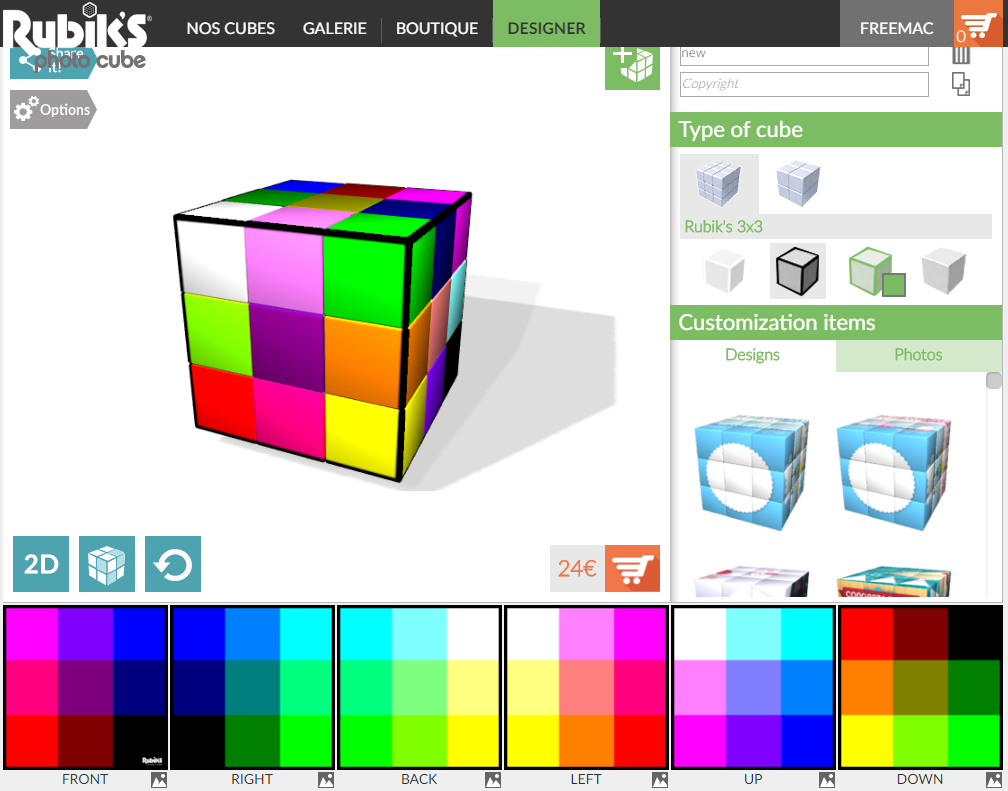 Rubik's®
photo cube
NOS CUBES
GALERIE
BOUTIQUE
DESIGNER
FREEMAC
0
Share
it!
Options
new
Copyright
Type of cube
Rubik's 3x3
Customization items
Designs
Photos
2D
24€
Rubik's
FRONT
RIGHT
BACK
LEFT
UP
DOWN